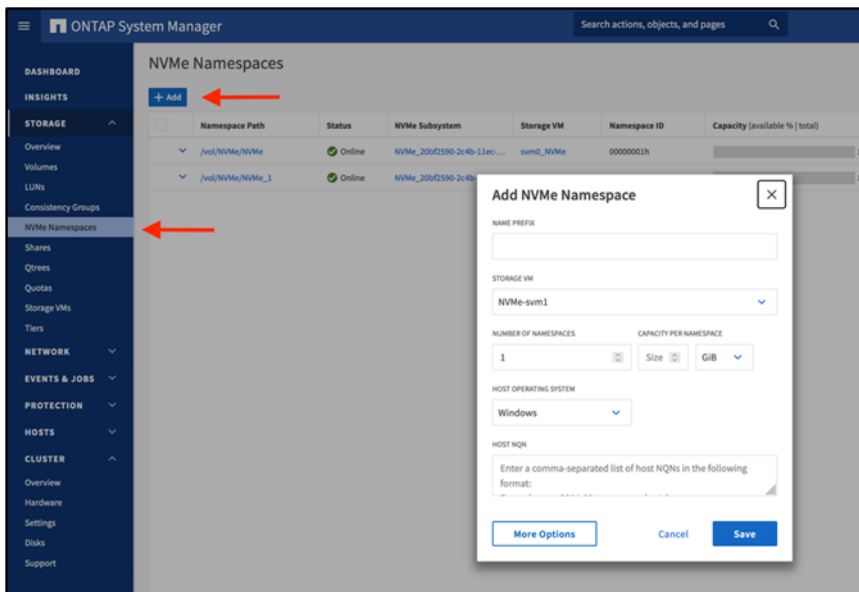 ONTAP System Manager
Search actions, objects, and pages
DASHBOARD
INSIGHTS
STORAGE
Overview
Volumes
LUNs
Consistency Groups
NVMe Namespaces
Shares
Qtrees
Quotas
Storage VMs
Tiers
NETWORK
EVENTS & JOBS
PROTECTION
HOSTS
CLUSTER
Overview
Hardware
Settings
Disks
Support
NVMe Namespaces
+ Add
Namespace Path Status NVMe Subsystem Storage VM Namespace ID Capacity (available % | total)
/vol/NVMe/NVMe Online NVMe_20bf2590-2c4b-11ec-... svm0_NVMe 00000001h
/vol/NVMe/NVMe_1 Online NVMe_20bf2590-2c4b-
Add NVMe Namespace
NAME PREFIX
STORAGE VM
NVMe-svm1
NUMBER OF NAMESPACES CAPACITY PER NAMESPACE
1 Size GiB
HOST OPERATING SYSTEM
Windows
HOST NQN
Enter a comma-separated list of host NQNs in the following
format:
More Options Cancel Save